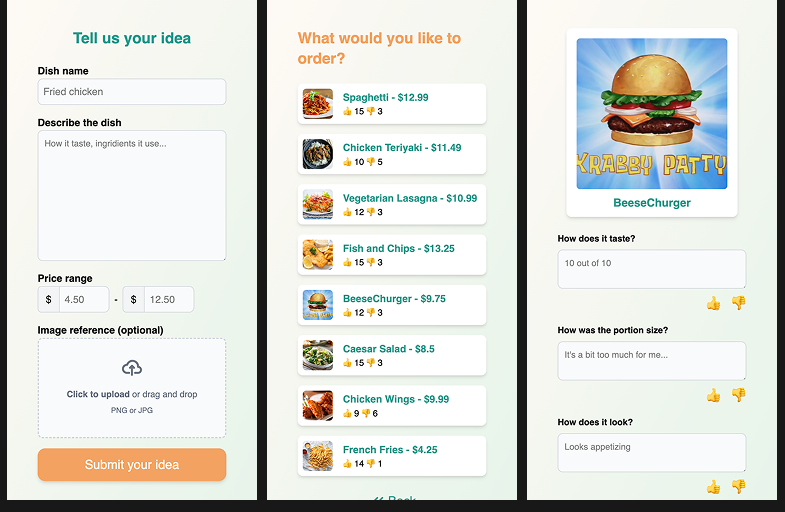 Tell us your idea
Dish name
Fried chicken
Describe the dish
How it taste, ingridients it use...
Price range
$ 4.50 - $ 12.50
Image reference (optional)
Click to upload or drag and drop
PNG or JPG
Submit your idea
What would you like to
order?
Spaghetti - $12.99
👍 15 👎 3
Chicken Teriyaki - $11.49
👍 10 👎 5
Vegetarian Lasagna - $10.99
👍 12 👎 3
Fish and Chips - $13.25
👍 15 👎 3
BeeseChurger - $9.75
👍 12 👎 3
Caesar Salad - $8.5
👍 15 👎 3
Chicken Wings - $9.99
👍 9 👎 6
French Fries - $4.25
👍 14 👎 1
Back
KRABBY PATTY
BeeseChurger
How does it taste?
10 out of 10
How was the portion size?
It's a bit too much for me...
How does it look?
Looks appetizing